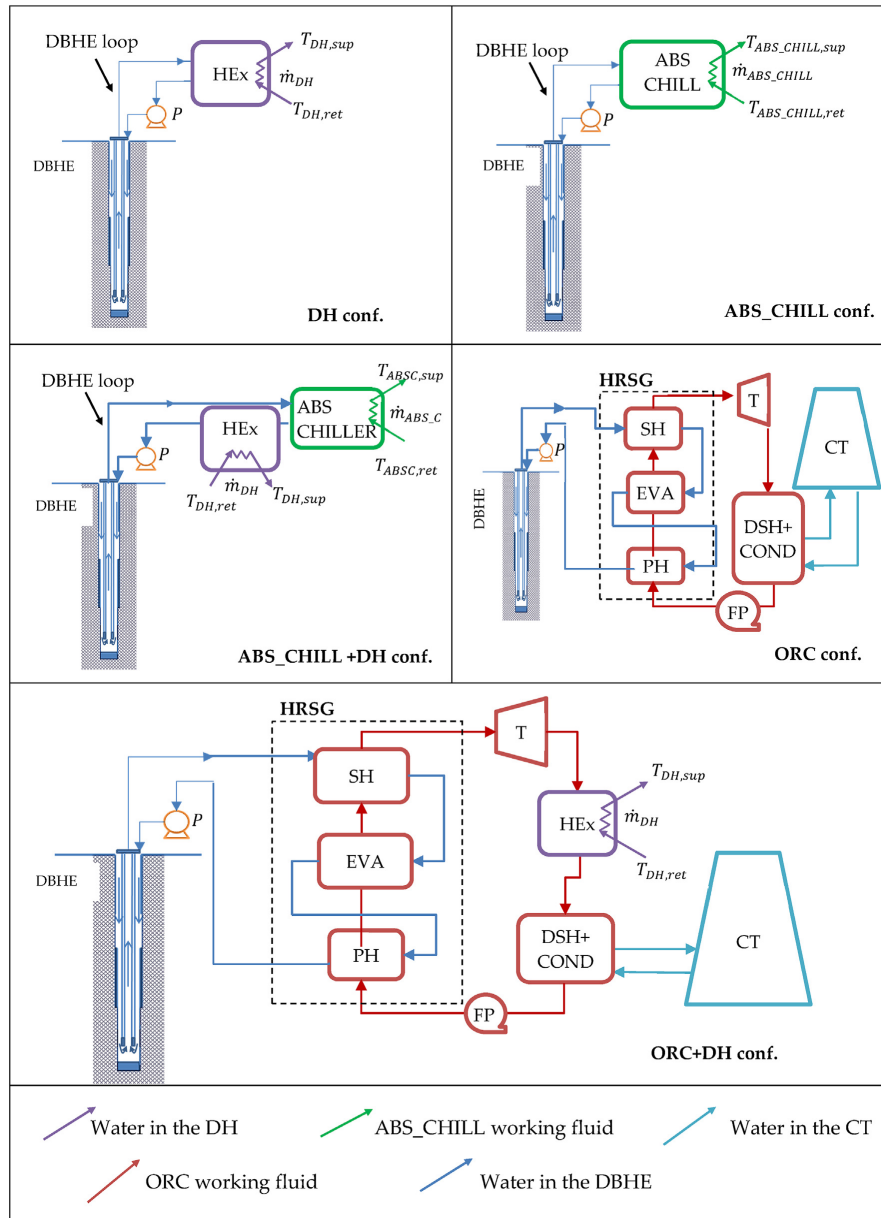 DBHE loop
HEx
T_DH,sup
ṁ_DH
T_DH,ret
P
DBHE
DH conf.
DBHE loop
ABS
CHILL
T_ABS_CHILL,sup
ṁ_ABS_CHILL
T_ABS_CHILL,ret
P
DBHE
ABS_CHILL conf.
DBHE loop
HEx
ABS
CHILLER
T_ABSC,sup
ṁ_ABS_C
T_ABSC,ret
P
T_DH,ret
ṁ_DH
T_DH,sup
DBHE
ABS_CHILL +DH conf.
HRSG
T
SH
CT
P
EVA
DBHE
DSH+
COND
PH
FP
ORC conf.
HRSG
T
SH
T_DH,sup
P
HEx
ṁ_DH
EVA
T_DH,ret
DBHE
DSH+
COND
CT
PH
FP
ORC+DH conf.
Water in the DH
ABS_CHILL working fluid
Water in the CT
ORC working fluid
Water in the DBHE